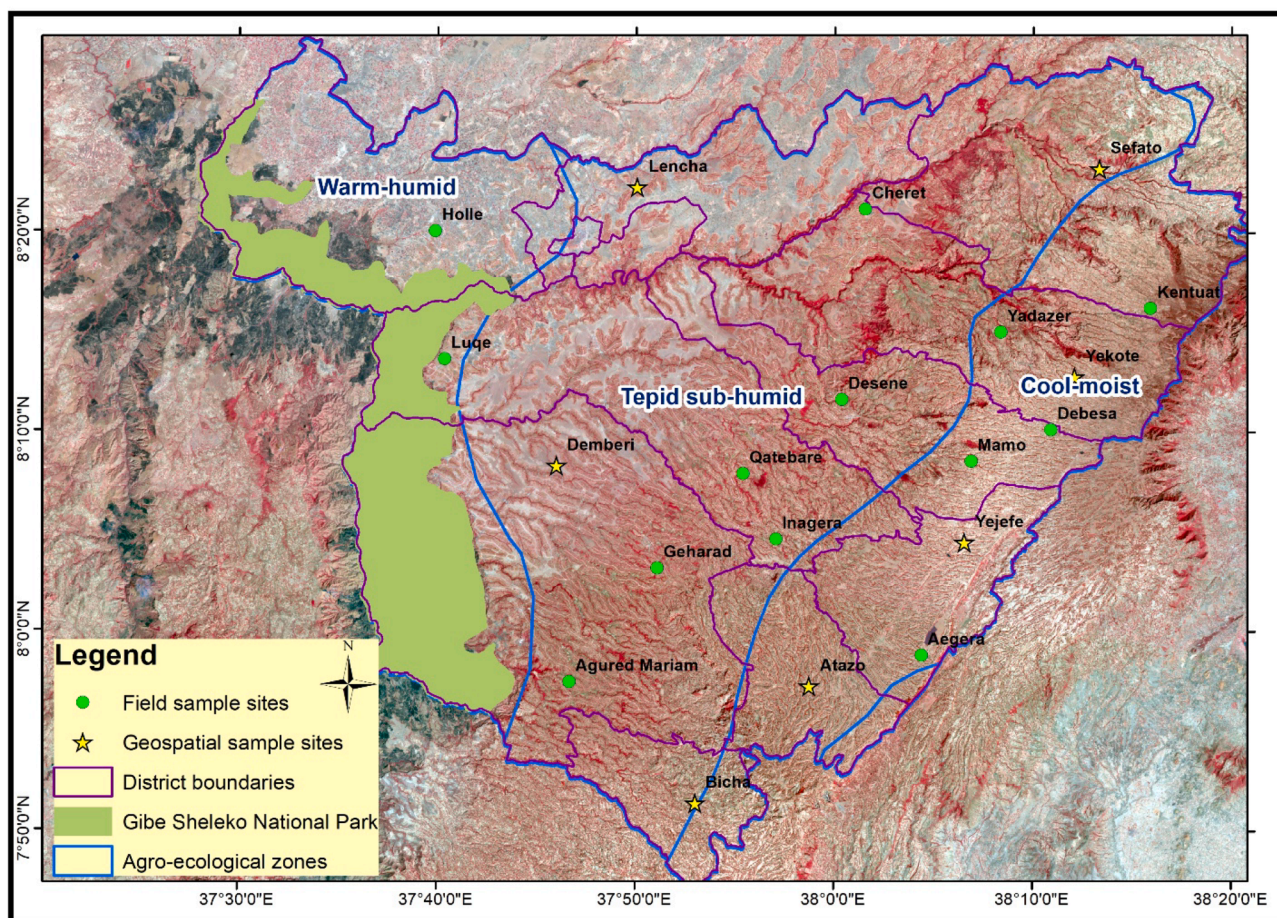 Sefato
Lencha
Warm-humid
Cheret
Holle
8°20'0"N
Kentuat
Yadazer
Luqe
Yekote
Desene
Cool-moist
Tepid sub-humid
Debesa
8°10'0"N
Demberi
Mamo
Qatebare
Inagera
Yejefe
Geharad
8°0'0"N
Aegera
Agured Mariam
Atazo
Bicha
7°50'0"N
Legend
N
Field sample sites
Geospatial sample sites
District boundaries
Gibe Sheleko National Park
Agro-ecological zones
37°30'0"E
37°40'0"E
37°50'0"E
38°0'0"E
38°10'0"E
38°20'0"E